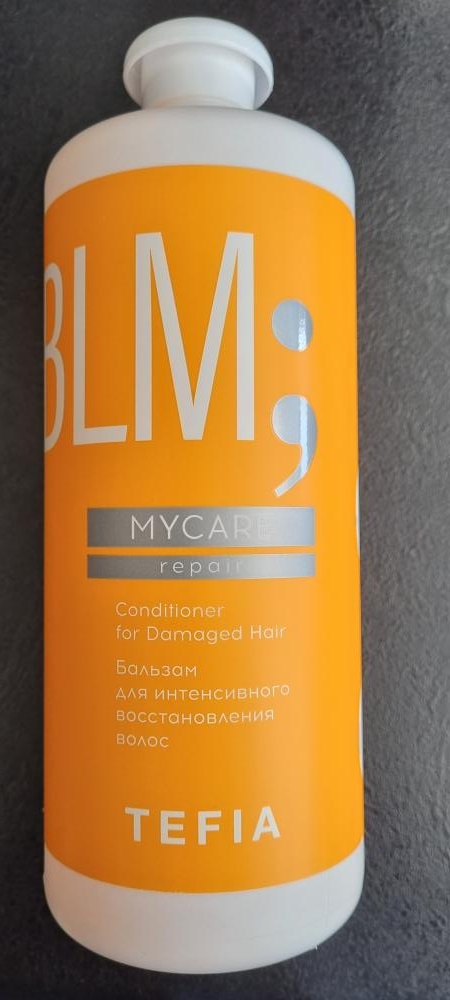 BLM;
MYCARE
repair
Conditioner
for Damaged Hair
Бальзам
для интенсивного
восстановления
волос
TEFIA